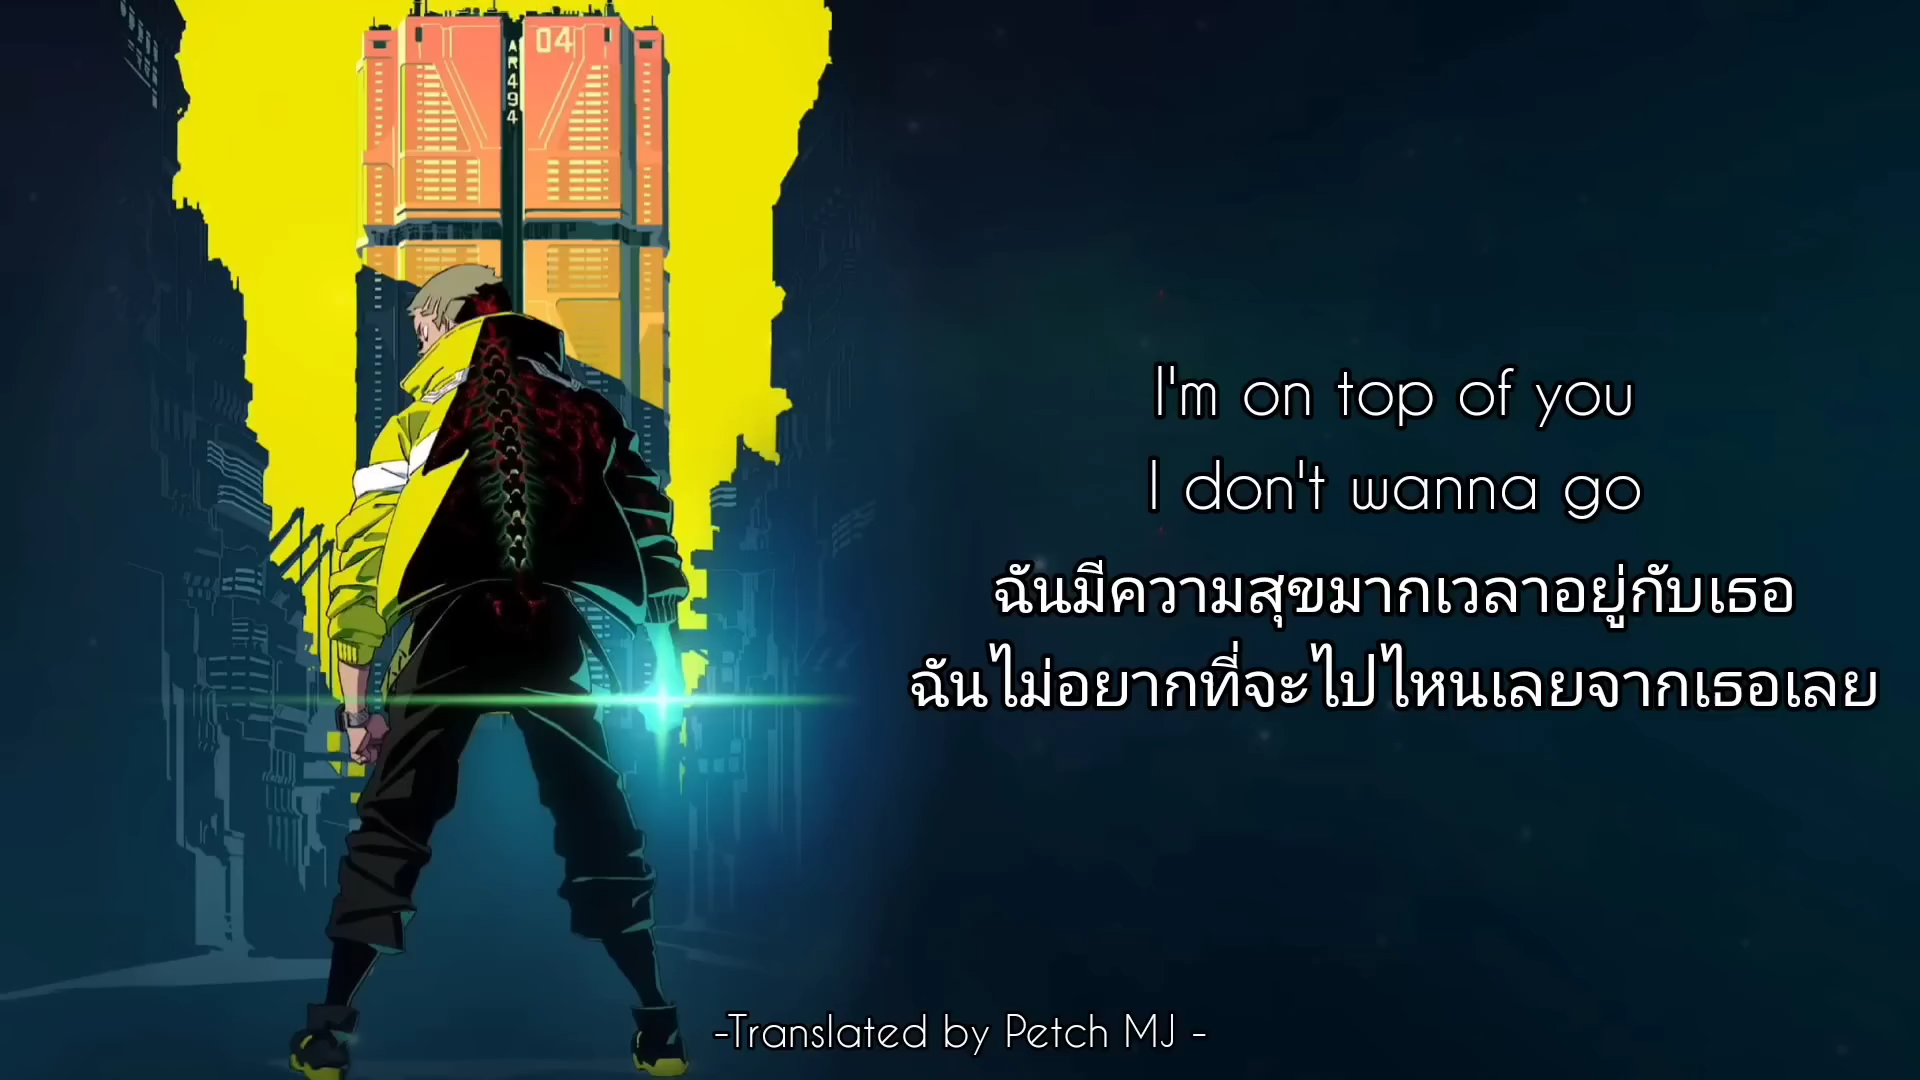 04
AR494
I'm on top of you
I don't wanna go
ฉันมีความสุขมากเวลาอยู่กับเธอ
ฉันไม่อยากที่จะไปไหนเลยจากเธอเลย
-Translated by Petch MJ -